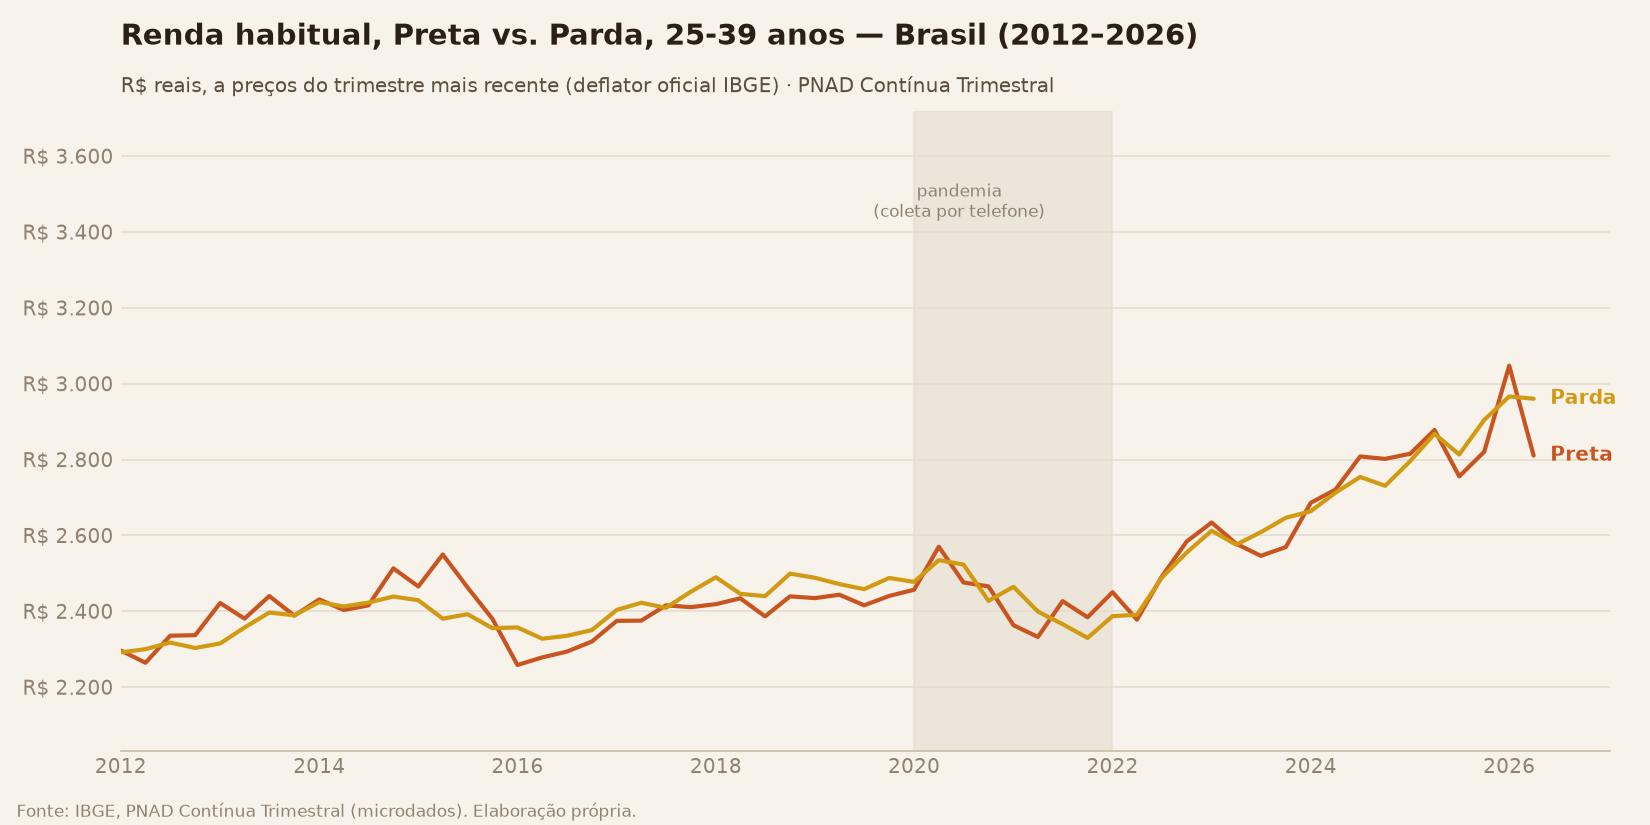 Renda habitual, Preta vs. Parda, 25-39 anos — Brasil (2012–2026)
R$ reais, a preços do trimestre mais recente (deflator oficial IBGE) · PNAD Contínua Trimestral
R$ 3.600
pandemia
(coleta por telefone)
R$ 3.400
R$ 3.200
R$ 3.000
Parda
R$ 2.800
Preta
R$ 2.600
R$ 2.400
R$ 2.200
2012 2014 2016 2018 2020 2022 2024 2026
Fonte: IBGE, PNAD Contínua Trimestral (microdados). Elaboração própria.